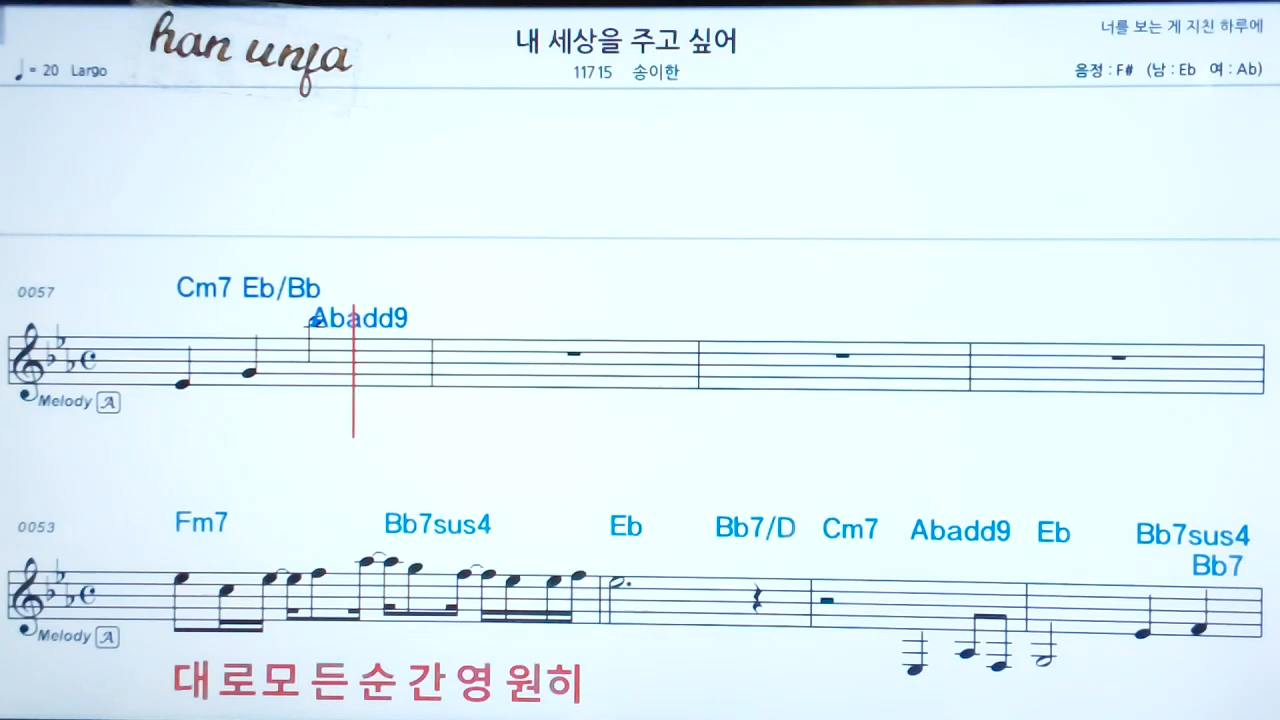 han unfa
내 세상을 주고 싶어
너를 보는 게 지친 하루에
♩= 20 Largo
11715 송이한
음정 : F# (남 : Eb 여 : Ab)
0057
Cm7 Eb/Bb
Abadd9
Melody A
0053
Fm7 Bb7sus4 Eb Bb7/D Cm7 Abadd9 Eb Bb7sus4
Bb7
Melody A
대로모든순간영원히